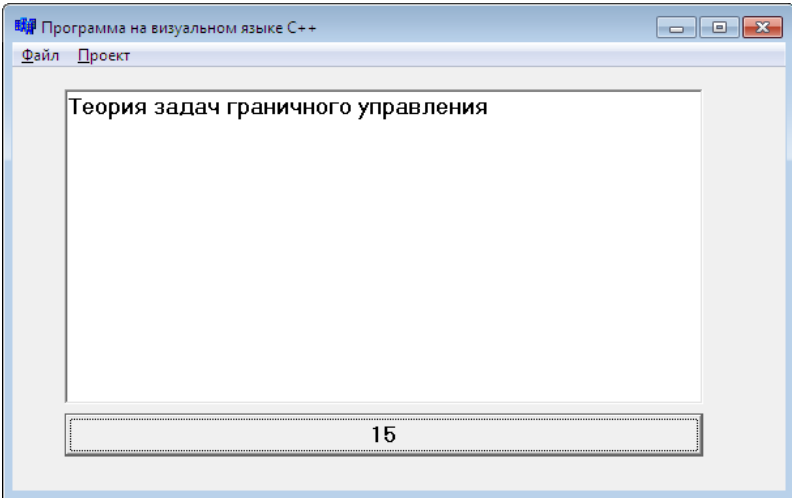 Программа на визуальном языке C++
Файл Проект
Теория задач граничного управления
15